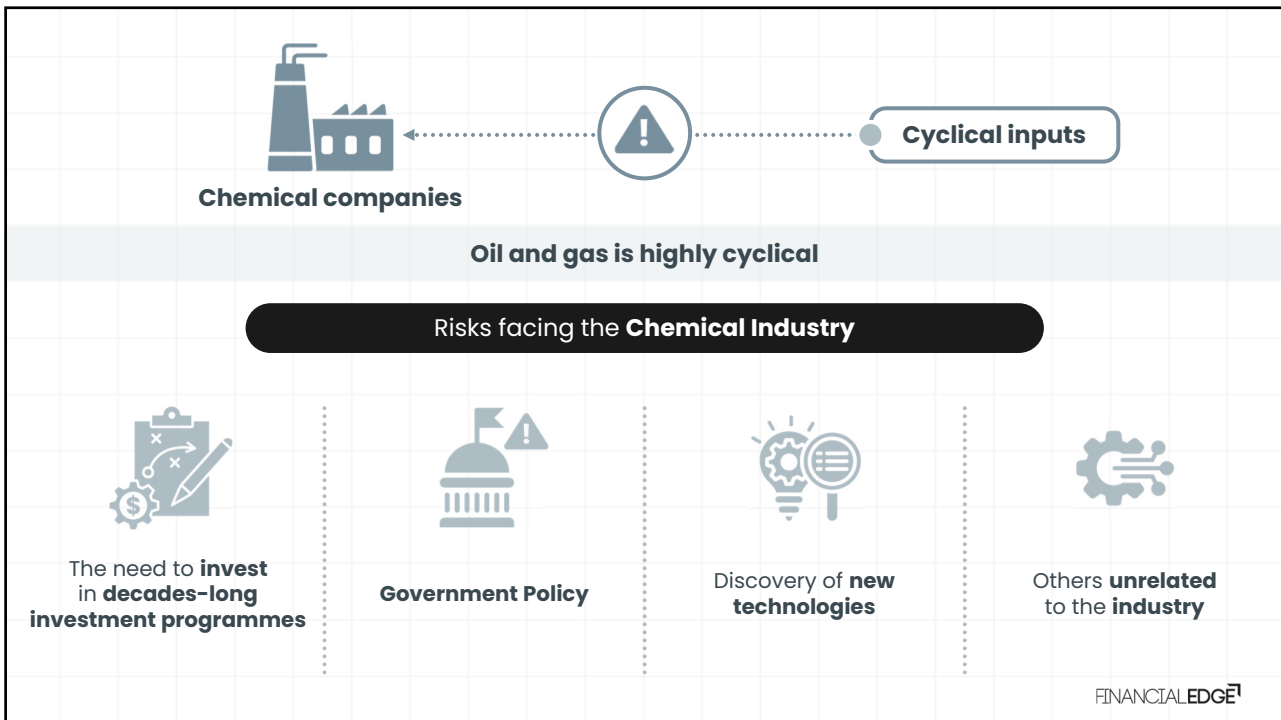 Cyclical inputs
Chemical companies
Oil and gas is highly cyclical
Risks facing the Chemical Industry
$
The need to invest
in decades-long
investment programmes
Government Policy
Discovery of new
technologies
Others unrelated
to the industry
FINANCIALEDGE